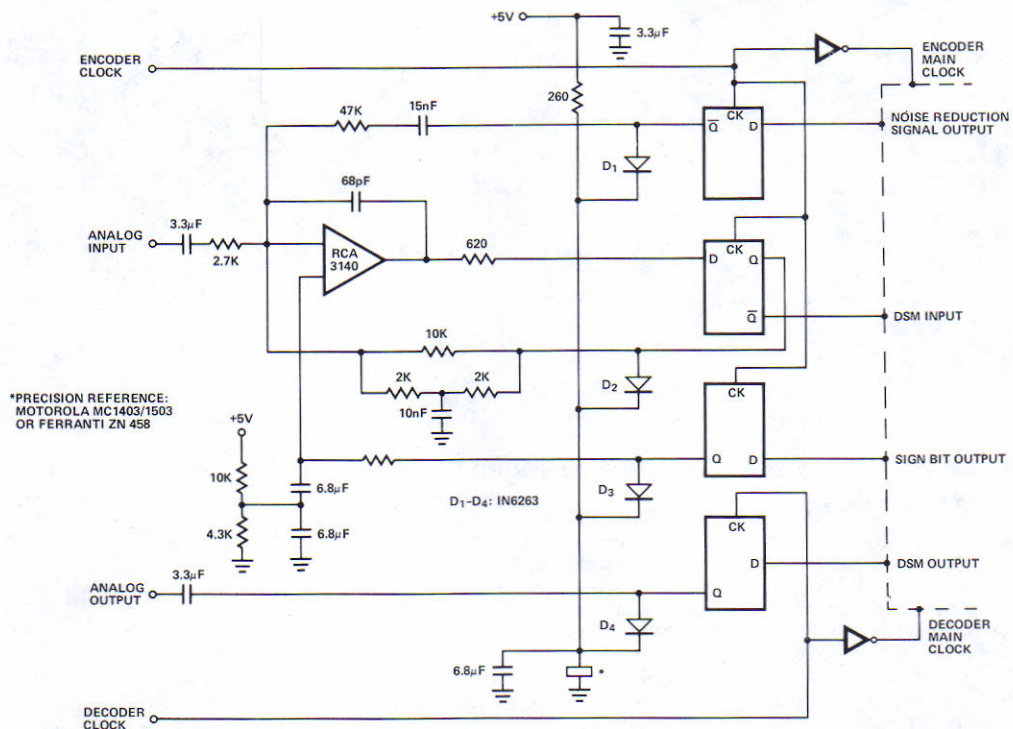 +5V
3.3µF
ENCODER
CLOCK
ENCODER
MAIN
CLOCK
260
47K
15nF
CK
Q̅
D
NOISE REDUCTION
SIGNAL OUTPUT
D1
68pF
ANALOG
INPUT
3.3µF
2.7K
RCA
3140
620
CK
D
Q
Q̅
DSM INPUT
10K
2K
2K
10nF
D2
CK
*PRECISION REFERENCE:
MOTOROLA MC1403/1503
OR FERRANTI ZN 458
+5V
10K
4.3K
6.8µF
6.8µF
Q
D
SIGN BIT OUTPUT
D3
D1-D4: IN6263
CK
D
Q
DSM OUTPUT
ANALOG
OUTPUT
3.3µF
D4
6.8µF
*
DECODER
MAIN
CLOCK
DECODER
CLOCK